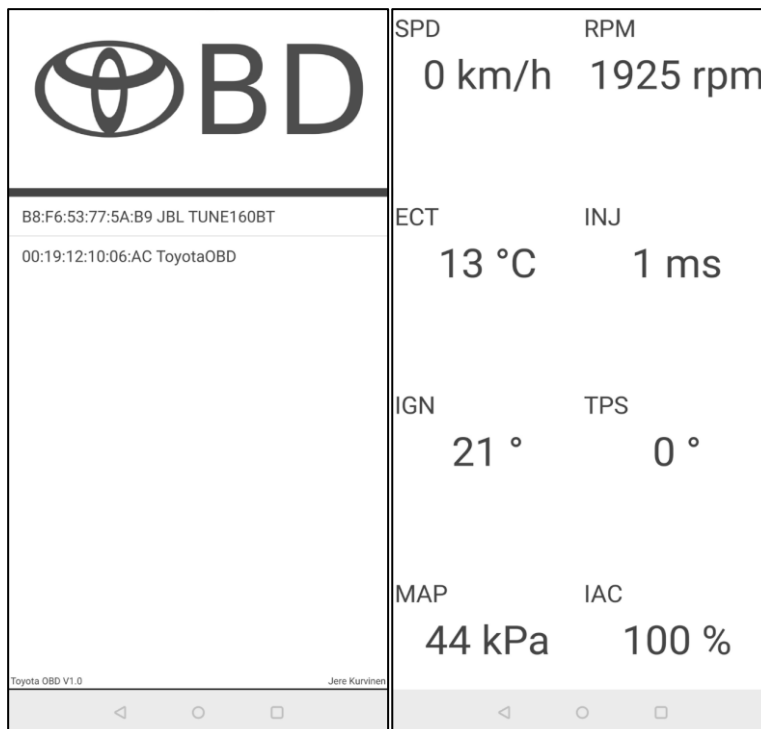 OBD
B8:F6:53:77:5A:B9 JBL TUNE160BT
00:19:12:10:06:AC ToyotaOBD
Toyota OBD V1.0
Jere Kurvinen
SPD RPM
0 km/h 1925 rpm
ECT INJ
13 °C 1 ms
IGN TPS
21 ° 0 °
MAP IAC
44 kPa 100 %